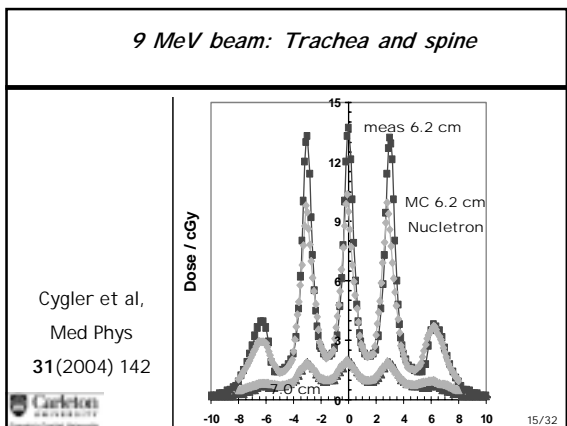 9 MeV beam: Trachea and spine
15
meas 6.2 cm
12
MC 6.2 cm
Nucletron
9
Dose / cGy
6
Cygler et al,
Med Phys
31(2004) 142
3
7.0 cm
0
-10 -8 -6 -4 -2 0 2 4 6 8 10
Carleton
UNIVERSITY
15/32